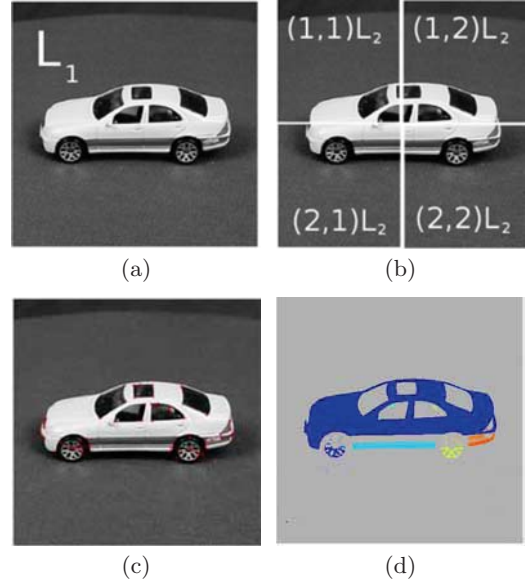 L₁
(1,1)L₂ (1,2)L₂
(2,1)L₂ (2,2)L₂
(a) (b)
(c) (d)